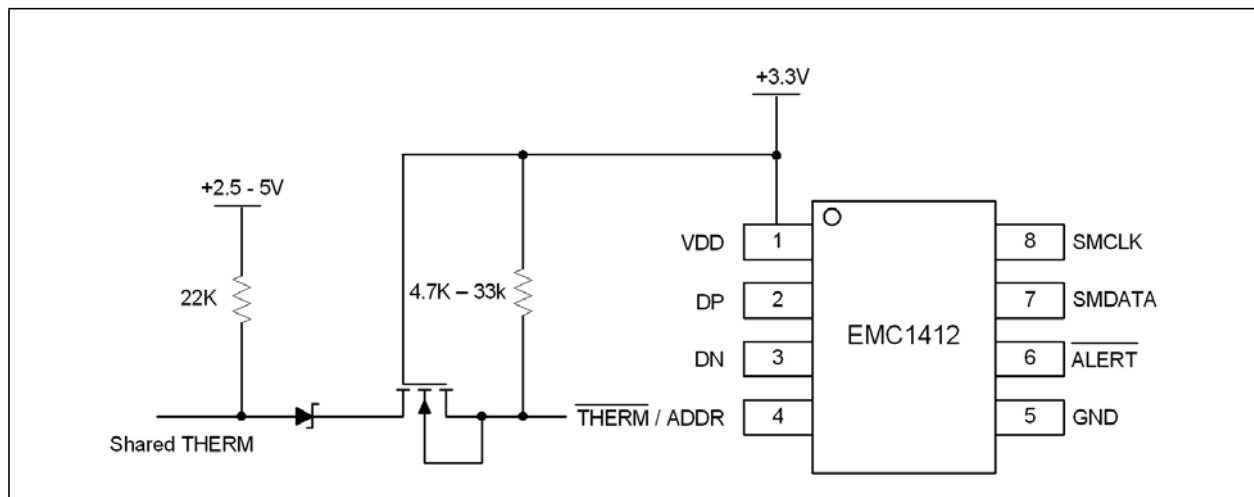 +3.3V
+2.5 - 5V
22K
4.7K – 33k
Shared THERM
THERM / ADDR
VDD
DP
DN
1
2
3
4
EMC1412
8
7
6
5
SMCLK
SMDATA
ALERT
GND